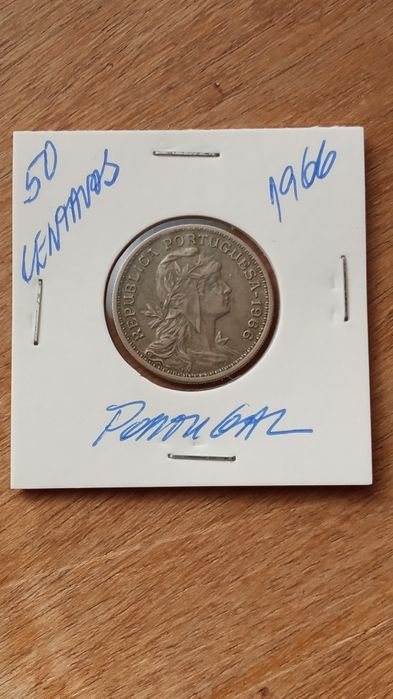 50
CENTAVOS
1966
REPUBLICA PORTUGUESA-1966
PORTUGAL